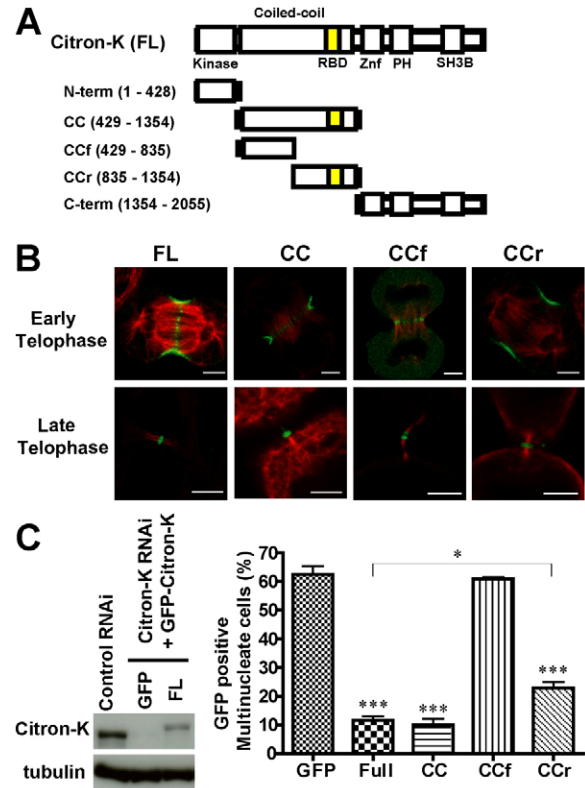 A
Coiled-coil
Citron-K (FL)
Kinase RBD Znf PH SH3B
N-term (1 - 428)
CC (429 - 1354)
CCf (429 - 835)
CCr (835 - 1354)
C-term (1354 - 2055)
B
FL CC CCf CCr
Early
Telophase
Late
Telophase
C
Control RNAi
Citron-K RNAi
+ GFP-Citron-K
GFP
FL
Citron-K
tubulin
GFP positive
Multinucleate cells (%)
70
60
50
40
30
20
10
0
*
*** *** ***
GFP Full CC CCf CCr